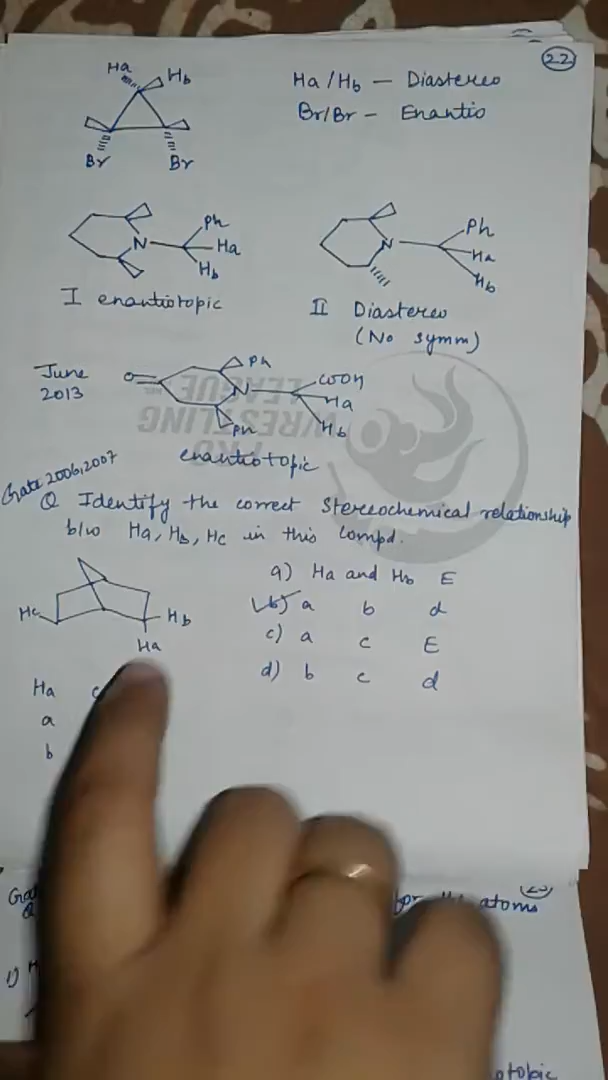 22
Ha Hb
Ha/Hb — Diastereo
Br/Br — Enantio
Br Br
Ph
N Ha
Hb
I enantiotopic
Ph
N Ha
Hb
II Diastereo
(No symm)
June
2013
O Ph N COOH
Ha
Ph Hb
enantiotopic
Gate 2006,2007
Q Identify the correct Stereochemical relationship
b/w Ha, Hb, Hc in this compd.
Hc Hb
Ha
a) Ha and Hb E
b) a b d
c) a c E
d) b c d
Ha c
a
b
atoms
1)